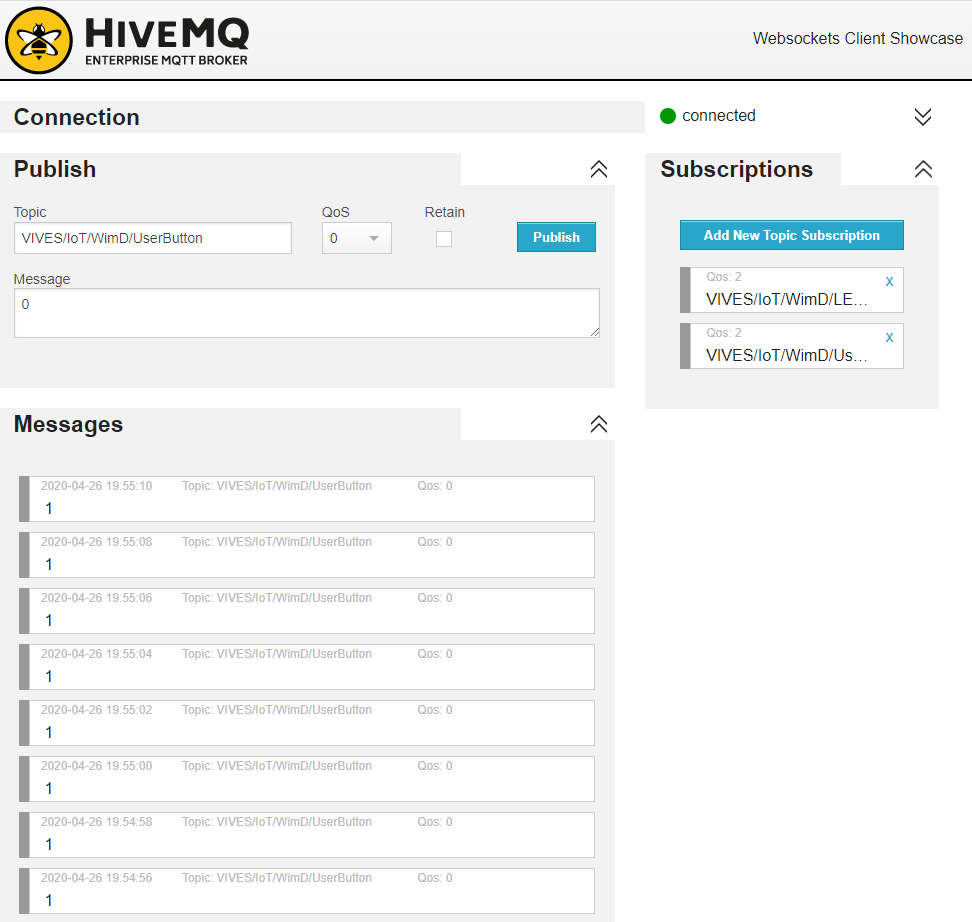 HIVEMQ
ENTERPRISE MQTT BROKER
Websockets Client Showcase
Connection
connected
Publish
Topic
QoS
Retain
VIVES/IoT/WimD/UserButton
0
Publish
Message
0
Subscriptions
Add New Topic Subscription
Qos: 2
x
VIVES/IoT/WimD/LE...
Qos: 2
x
VIVES/IoT/WimD/Us...
Messages
2020-04-26 19:55:10 Topic: VIVES/IoT/WimD/UserButton Qos: 0
1
2020-04-26 19:55:08 Topic: VIVES/IoT/WimD/UserButton Qos: 0
1
2020-04-26 19:55:06 Topic: VIVES/IoT/WimD/UserButton Qos: 0
1
2020-04-26 19:55:04 Topic: VIVES/IoT/WimD/UserButton Qos: 0
1
2020-04-26 19:55:02 Topic: VIVES/IoT/WimD/UserButton Qos: 0
1
2020-04-26 19:55:00 Topic: VIVES/IoT/WimD/UserButton Qos: 0
1
2020-04-26 19:54:58 Topic: VIVES/IoT/WimD/UserButton Qos: 0
1
2020-04-26 19:54:56 Topic: VIVES/IoT/WimD/UserButton Qos: 0
1